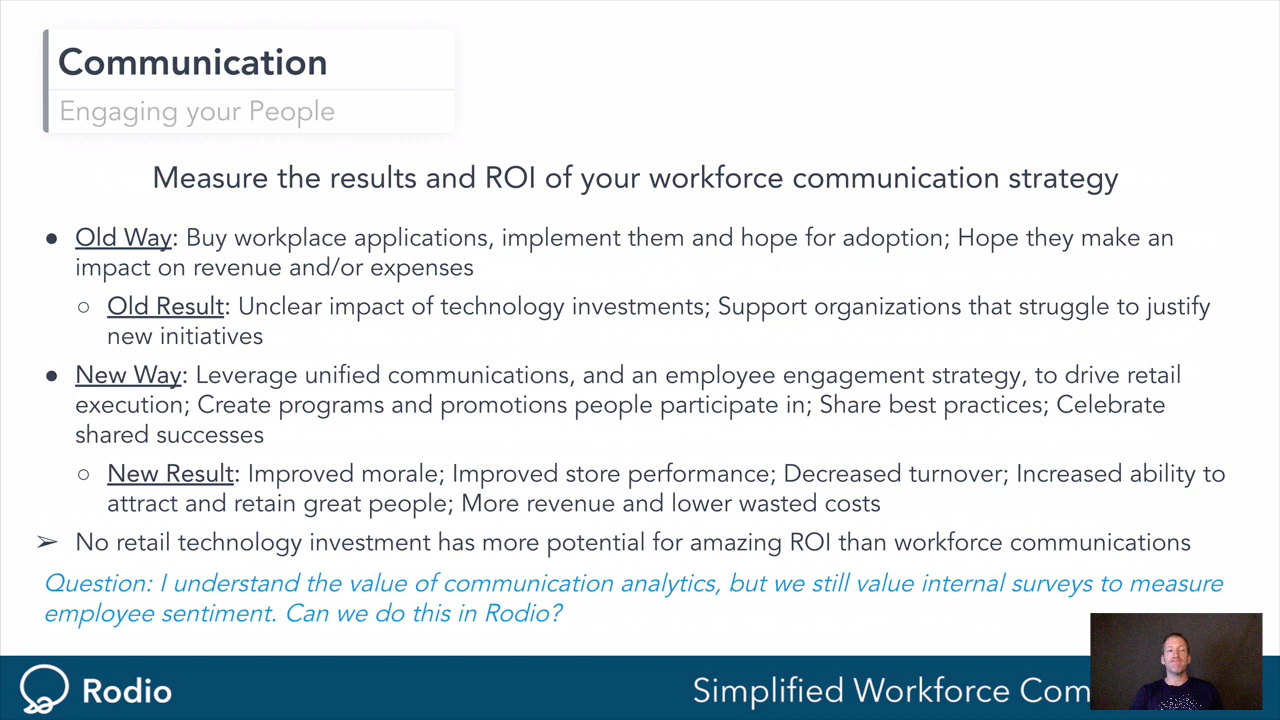 Communication
Engaging your People
Measure the results and ROI of your workforce communication strategy
● Old Way: Buy workplace applications, implement them and hope for adoption; Hope they make an
impact on revenue and/or expenses
○ Old Result: Unclear impact of technology investments; Support organizations that struggle to justify
new initiatives
● New Way: Leverage unified communications, and an employee engagement strategy, to drive retail
execution; Create programs and promotions people participate in; Share best practices; Celebrate
shared successes
○ New Result: Improved morale; Improved store performance; Decreased turnover; Increased ability to
attract and retain great people; More revenue and lower wasted costs
➢ No retail technology investment has more potential for amazing ROI than workforce communications
Question: I understand the value of communication analytics, but we still value internal surveys to measure
employee sentiment. Can we do this in Rodio?
Rodio
Simplified Workforce Com